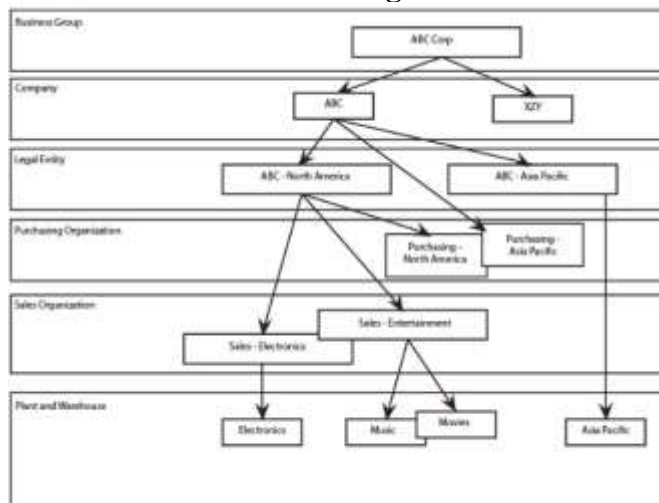 Business Group
ABC Corp
Company
ABC
XZY
Legal Entity
ABC - North America
ABC - Asia Pacific
Purchasing Organization
Purchasing -
North America
Purchasing -
Asia Pacific
Sales Organization
Sales - Entertainment
Sales - Electronics
Plant and Warehouse
Electronics
Music
Movies
Asia Pacific